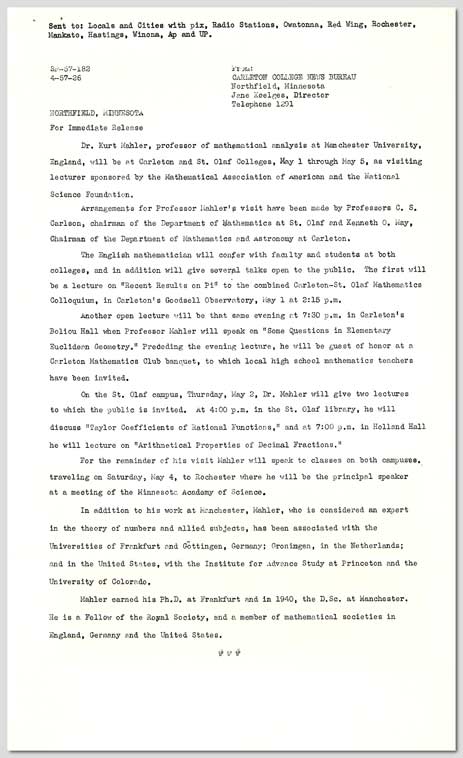 Sent to: Locals and Cities with pix, Radio Stations, Owatonna, Red Wing, Rochester,
Mankato, Hastings, Winona, Ap and UP.
Sp-57-182
4-57-26
From:
CARLETON COLLEGE NEWS BUREAU
Northfield, Minnesota
Jane Koelges, Director
Telephone 1291
NORTHFIELD, MINNESOTA
For Immediate Release
Dr. Kurt Mahler, professor of mathematical analysis at Manchester University,
England, will be at Carleton and St. Olaf Colleges, May 1 through May 5, as visiting
lecturer sponsored by the Mathematical Association of American and the National
Science Foundation.
Arrangements for Professor Mahler's visit have been made by Professors C. S.
Carlson, chairman of the Department of Mathematics at St. Olaf and Kenneth O. May,
Chairman of the Department of Mathematics and Astronomy at Carleton.
The English mathematician will confer with faculty and students at both
colleges, and in addition will give several talks open to the public. The first will
be a lecture on "Recent Results on Pi" to the combined Carleton-St. Olaf Mathematics
Colloquium, in Carleton's Goodsell Observatory, May 1 at 2:15 p.m.
Another open lecture will be that same evening at 7:30 p.m. in Carleton's
Boliou Hall when Professor Mahler will speak on "Some Questions in Elementary
Euclidean Geometry." Preceding the evening lecture, he will be guest of honor at a
Carleton Mathematics Club banquet, to which local high school mathematics teachers
have been invited.
On the St. Olaf campus, Thursday, May 2, Dr. Mahler will give two lectures
to which the public is invited. At 4:00 p.m. in the St. Olaf library, he will
discuss "Taylor Coefficients of Rational Functions," and at 7:00 p.m. in Holland Hall
he will lecture on "Arithmetical Properties of Decimal Fractions."
For the remainder of his visit Mahler will speak to classes on both campuses.
traveling on Saturday, May 4, to Rochester where he will be the principal speaker
at a meeting of the Minnesota Academy of Science.
In addition to his work at Manchester, Mahler, who is considered an expert
in the theory of numbers and allied subjects, has been associated with the
Universities of Frankfurt and Göttingen, Germany; Groningen, in the Netherlands;
and in the United States, with the Institute for Advance Study at Princeton and the
University of Colorado.
Mahler earned his Ph.D. at Frankfurt and in 1940, the D.Sc. at Manchester.
He is a Fellow of the Royal Society, and a member of mathematical societies in
England, Germany and the United States.